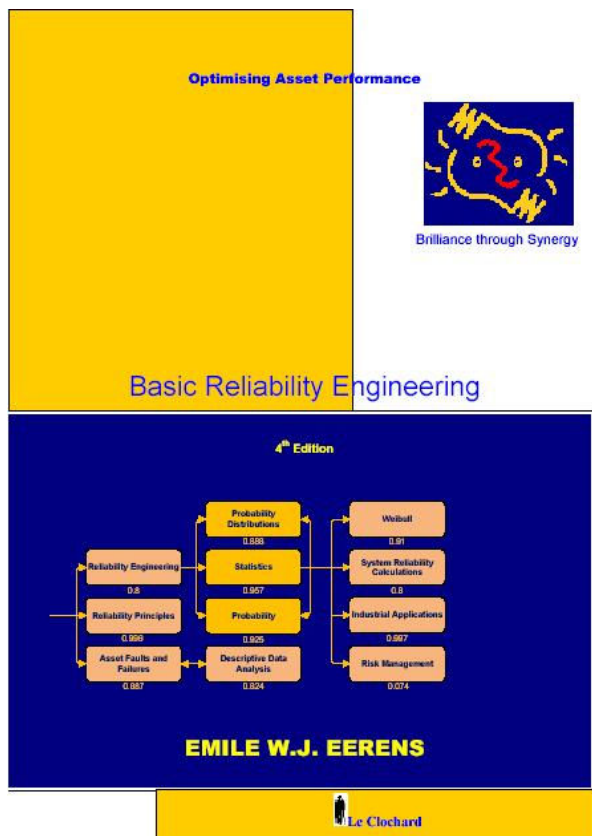 Optimising Asset Performance
Brilliance through Synergy
Basic Reliability Engineering
4th Edition
Probability
Distributions
0.888
Weibull
0.91
Reliability Engineering
0.8
Statistics
0.957
System Reliability
Calculations
0.8
Reliability Principles
0.996
Probability
0.925
Industrial Applications
0.997
Asset Faults and
Failures
0.887
Descriptive Data
Analysis
0.824
Risk Management
0.074
EMILE W.J. EERENS
Le Clochard